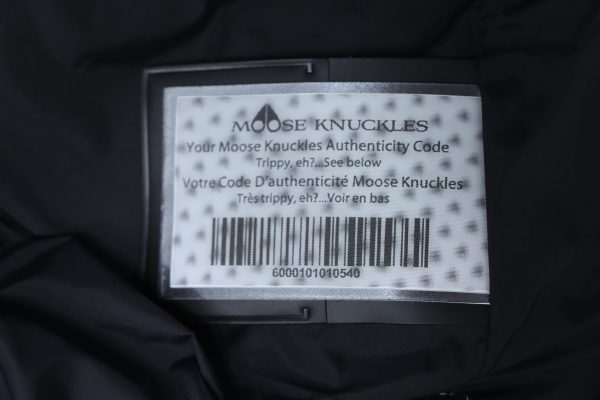 MOOSE KNUCKLES
Your Moose Knuckles Authenticity Code
Trippy, eh?...See below
Votre Code D'authenticité Moose Knuckles
Très trippy, eh?...Voir en bas
6000101010540